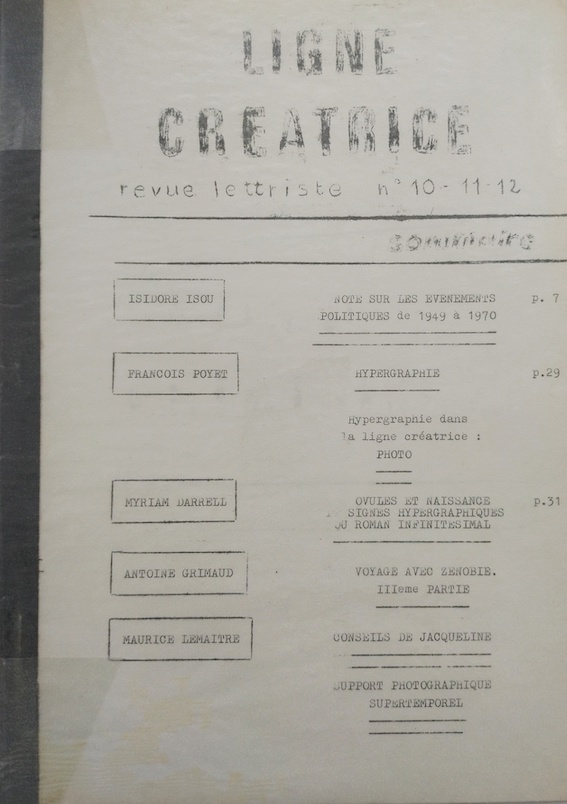 LIGNE
CREATRICE
revue lettriste n° 10 - 11 - 12
sommaire
ISIDORE ISOU NOTE SUR LES EVENEMENTS p. 7
POLITIQUES de 1949 à 1970
FRANCOIS POYET HYPERGRAPHIE p.29
Hypergraphie dans
la ligne créatrice :
PHOTO
MYRIAM DARRELL OVULES ET NAISSANCE p.31
SIGNES HYPERGRAPHIQUES
DU ROMAN INFINITESIMAL
ANTOINE GRIMAUD VOYAGE AVEC ZENOBIE.
IIIeme PARTIE
MAURICE LEMAITRE CONSEILS DE JACQUELINE
SUPPORT PHOTOGRAPHIQUE
SUPERTEMPOREL